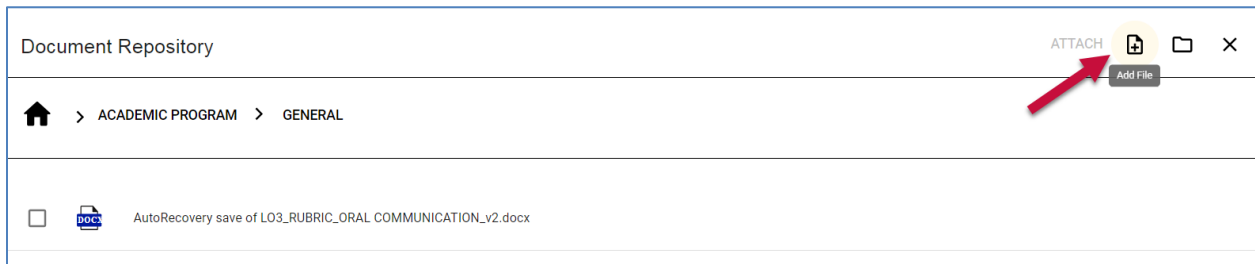 Document Repository
ATTACH
Add File
ACADEMIC PROGRAM > GENERAL
DOCX
AutoRecovery save of LO3_RUBRIC_ORAL COMMUNICATION_v2.docx